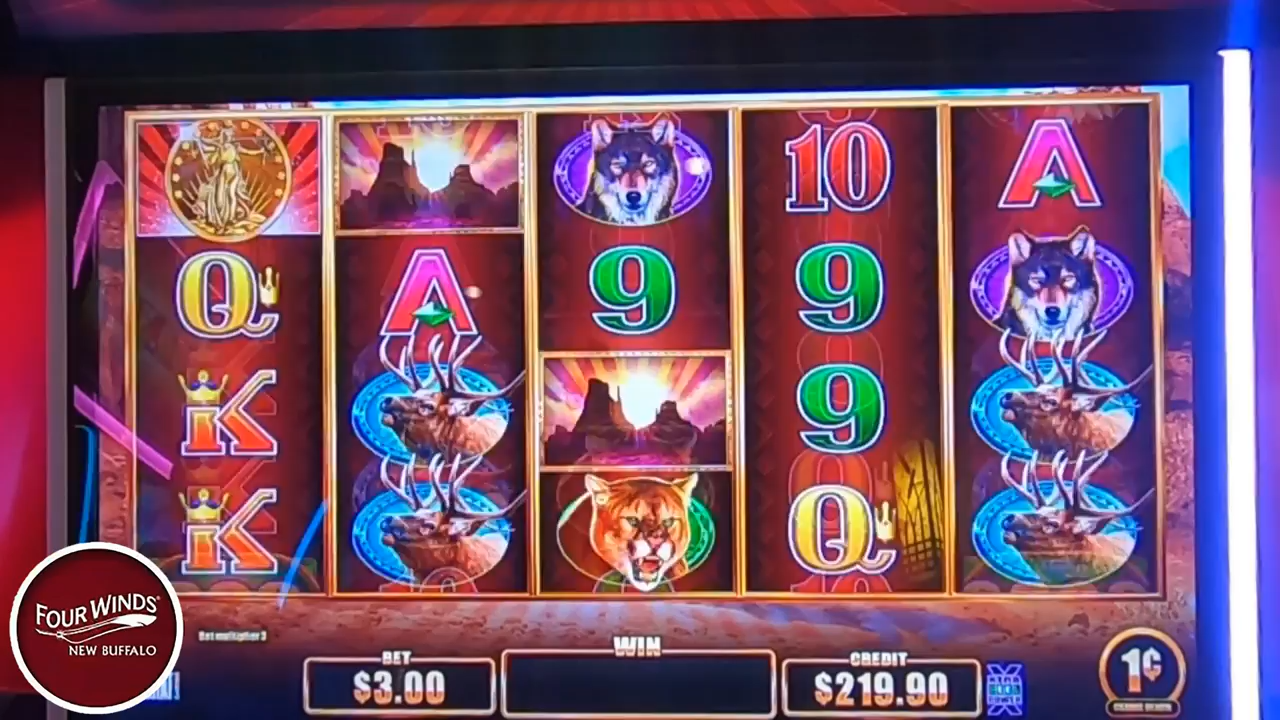 10
A
Q
A
9
9
K
9
K
Q
FOUR WINDS®
NEW BUFFALO
Bet multiplier 3
BET
$3.00
WIN
CREDIT
$219.90
1¢